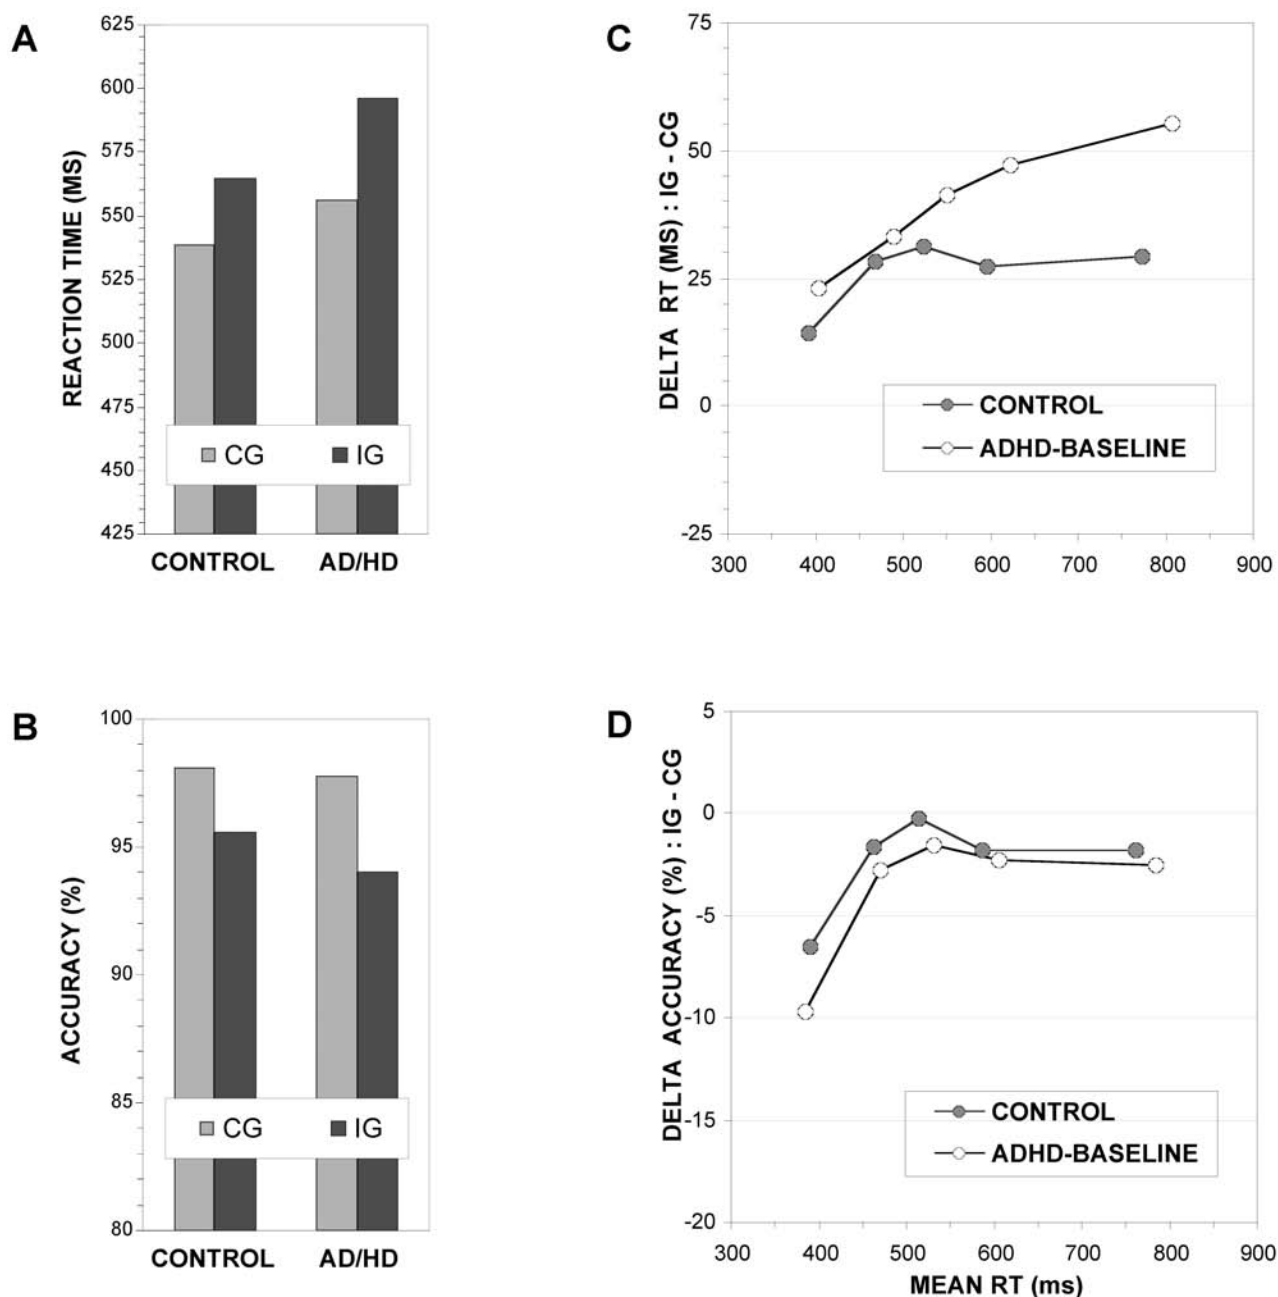 A
REACTION TIME (MS)
625
600
575
550
525
500
475
450
425
CG IG
CONTROL AD/HD
C
DELTA RT (MS) : IG - CG
75
50
25
0
-25
CONTROL
ADHD-BASELINE
300 400 500 600 700 800 900
B
ACCURACY (%)
100
95
90
85
80
CG IG
CONTROL AD/HD
D
DELTA ACCURACY (%) : IG - CG
5
0
-5
-10
-15
-20
CONTROL
ADHD-BASELINE
300 400 500 600 700 800 900
MEAN RT (ms)